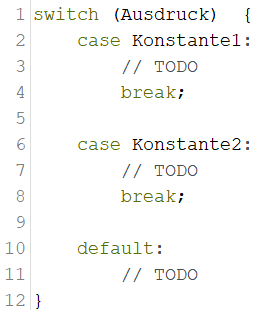 1 switch (Ausdruck)  {
2     case Konstante1:
3         // TODO
4         break;
5
6     case Konstante2:
7         // TODO
8         break;
9
10     default:
11         // TODO
12 }